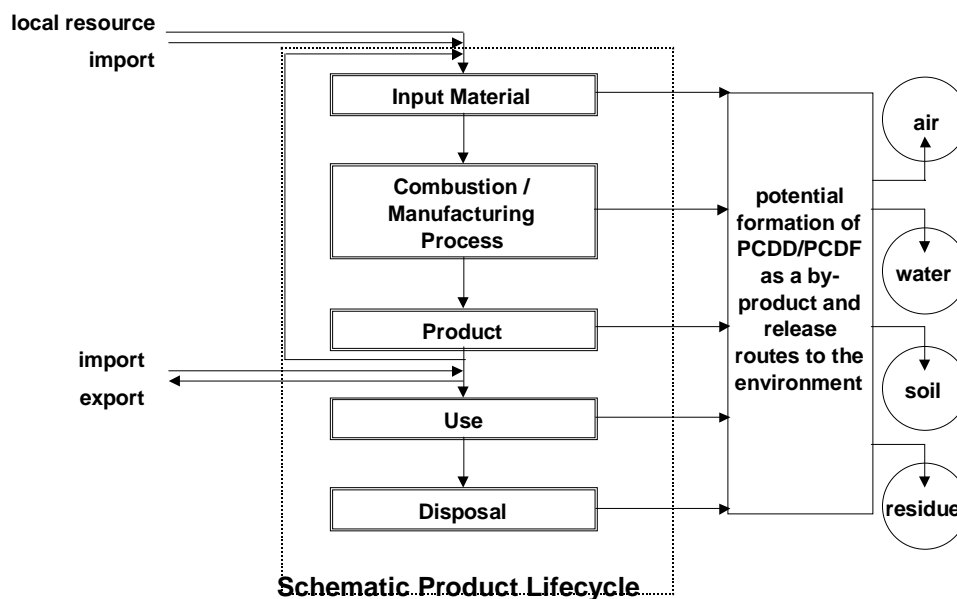 local resource
import
Input Material
Combustion /
Manufacturing
Process
Product
import
export
Use
Disposal
Schematic Product Lifecycle
potential
formation of
PCDD/PCDF
as a by-
product and
release
routes to the
environment
air
water
soil
residue